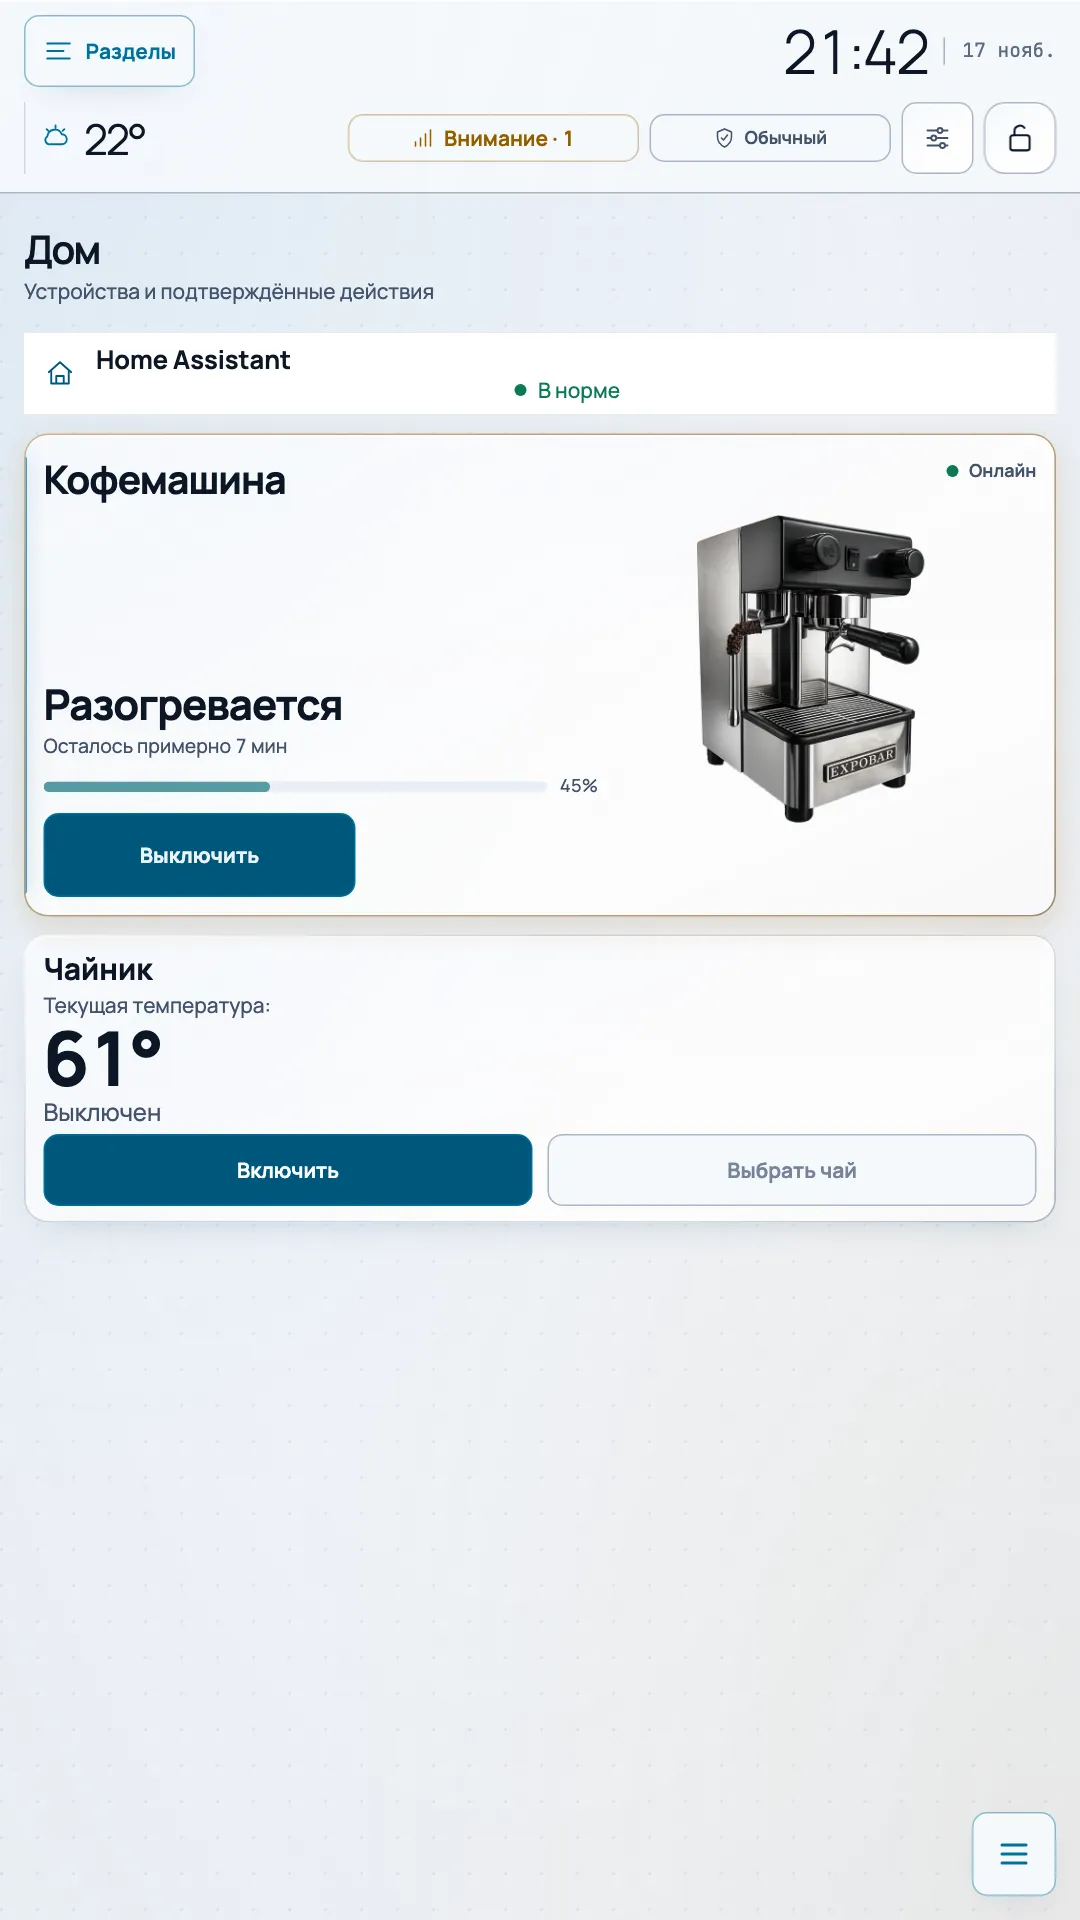 Разделы
21:42
17 нояб.
22°
Внимание · 1
Обычный
Дом
Устройства и подтверждённые действия
Home Assistant
В норме
Кофемашина
Онлайн
EXPOBAR
Разогревается
Осталось примерно 7 мин
45%
Выключить
Чайник
Текущая температура:
61°
Выключен
Включить
Выбрать чай